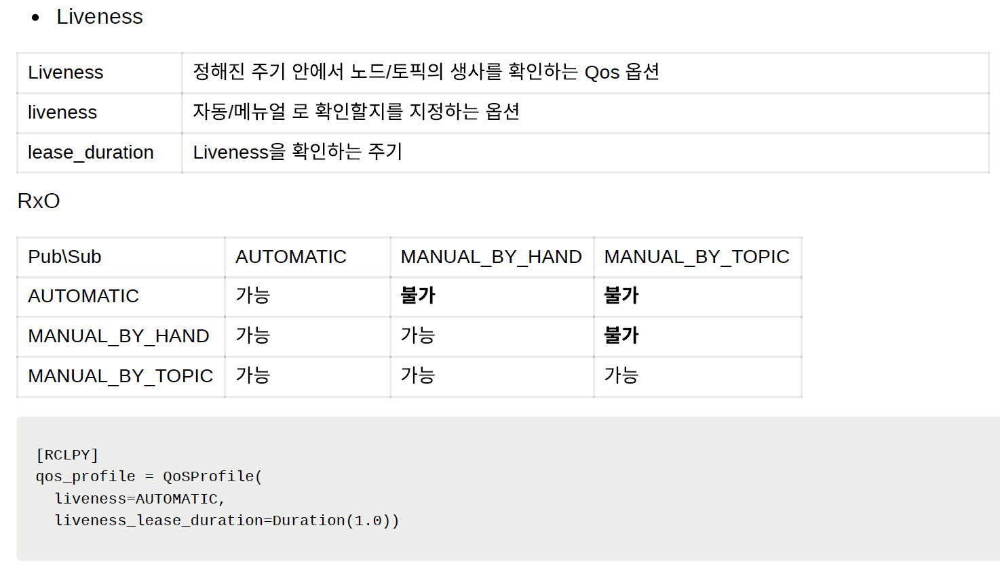 • Liveness
Liveness 정해진 주기 안에서 노드/토픽의 생사를 확인하는 Qos 옵션
liveness 자동/메뉴얼 로 확인할지를 지정하는 옵션
lease_duration Liveness을 확인하는 주기
RxO
Pub\Sub AUTOMATIC MANUAL_BY_HAND MANUAL_BY_TOPIC
AUTOMATIC 가능 불가 불가
MANUAL_BY_HAND 가능 가능 불가
MANUAL_BY_TOPIC 가능 가능 가능
[RCLPY]
qos_profile = QoSProfile(
  liveness=AUTOMATIC,
  liveness_lease_duration=Duration(1.0))